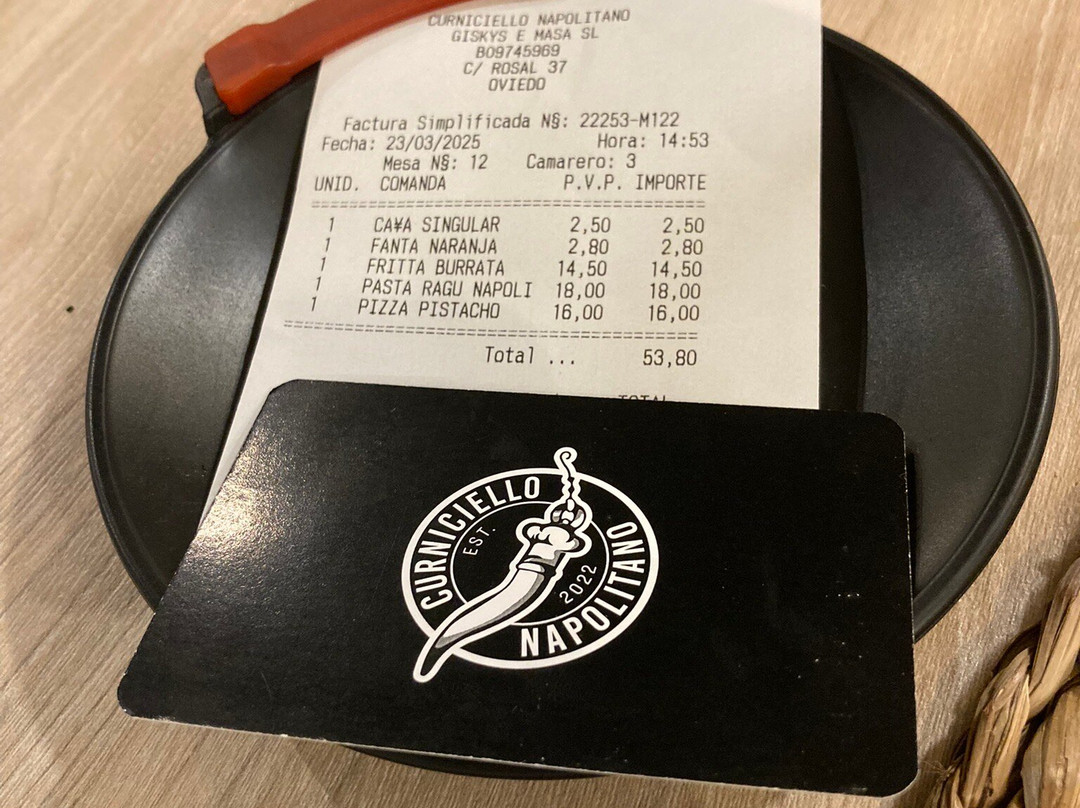 CURNICIELLO NAPOLITANO
GISKYS E MASA SL
B09745969
C/ ROSAL 37
OVIEDO
Factura Simplificada N§: 22253-M122
Fecha: 23/03/2025 Hora: 14:53
Mesa N§: 12 Camarero: 3
UNID. COMANDA P.V.P. IMPORTE
1 CA¥A SINGULAR 2,50 2,50
1 FANTA NARANJA 2,80 2,80
1 FRITTA BURRATA 14,50 14,50
1 PASTA RAGU NAPOLI 18,00 18,00
1 PIZZA PISTACHO 16,00 16,00
Total ... 53,80
TOTAL
CURNICIELLO
EST.
2022
NAPOLITANO